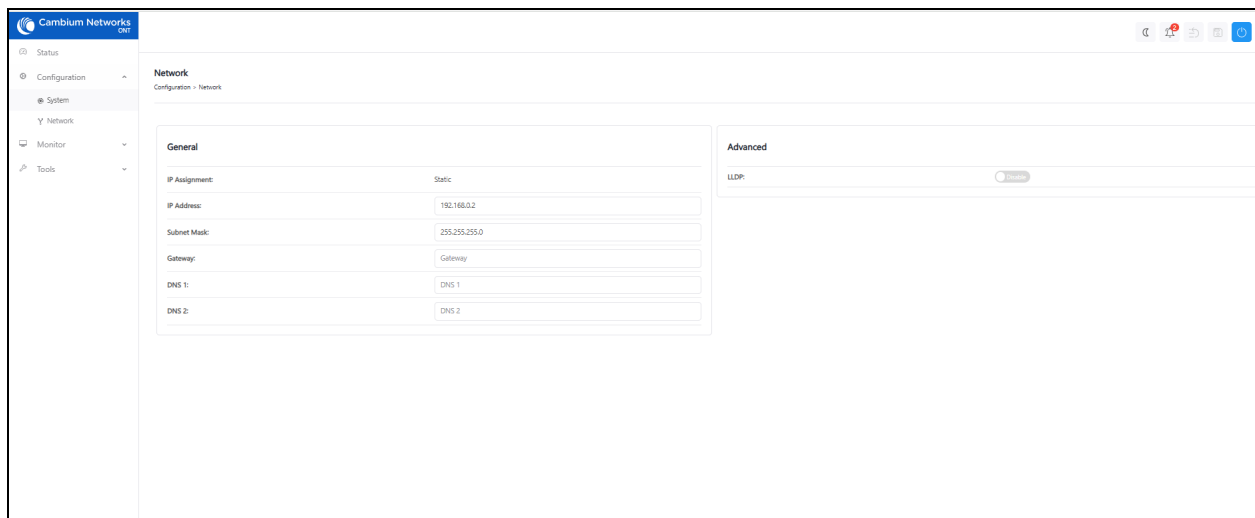 Cambium Networks
ONT
2
Status
Configuration
System
Network
Monitor
Tools
Network
Configuration > Network
General
IP Assignment: Static
IP Address: 192.168.0.2
Subnet Mask: 255.255.255.0
Gateway: Gateway
DNS 1: DNS 1
DNS 2: DNS 2
Advanced
LLDP: Disable